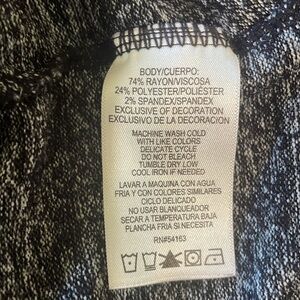 BODY/CUERPO:
74% RAYON/VISCOSA
24% POLYESTER/POLIÉSTER
2% SPANDEX/SPANDEX
EXCLUSIVE OF DECORATION
EXCLUSIVO DE LA DECORACION
MACHINE WASH COLD
WITH LIKE COLORS
DELICATE CYCLE
DO NOT BLEACH
TUMBLE DRY LOW
COOL IRON IF NEEDED
LAVAR A MAQUINA CON AGUA
FRIA Y CON COLORES SIMILARES
CICLO DELICADO
NO USAR BLANQUEADOR
SECAR A TEMPERATURA BAJA
PLANCHA FRIA SI NECESITA
RN#54163